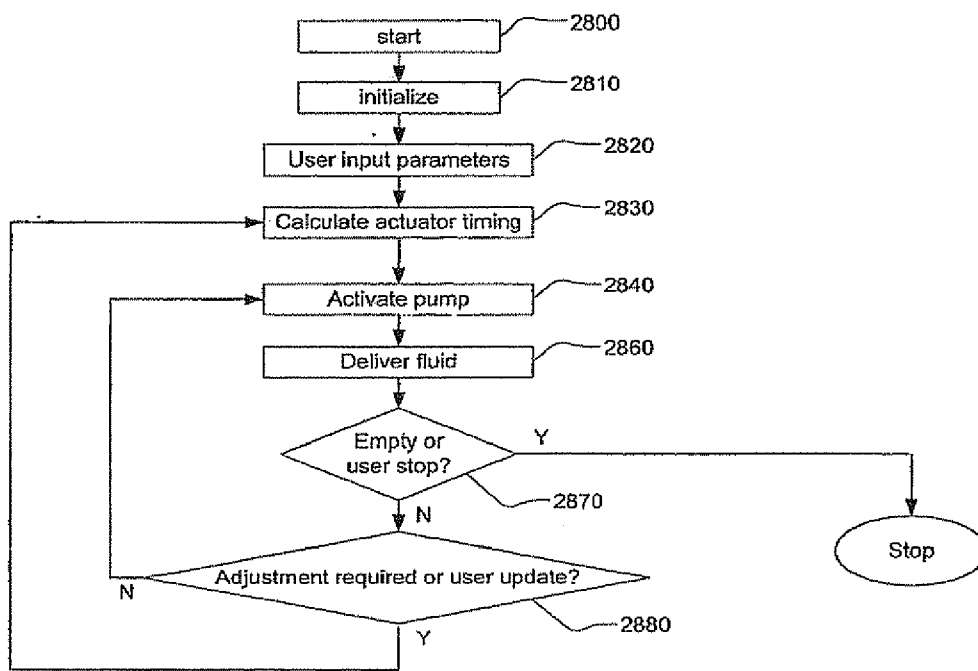 start
2800
initialize
2810
User input parameters
2820
Calculate actuator timing
2830
Activate pump
2840
Deliver fluid
2860
Empty or
user stop?
Y
2870
N
Stop
Adjustment required or user update?
N
Y
2880